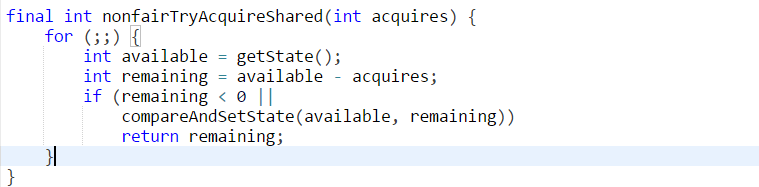 final int nonfairTryAcquireShared(int acquires) {
    for (;;) {
        int available = getState();
        int remaining = available - acquires;
        if (remaining < 0 ||
            compareAndSetState(available, remaining))
            return remaining;
    }
}